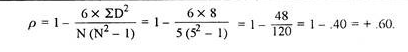 ρ = 1 − 6 × ΣD² / N (N² − 1) = 1 − 6 × 8 / 5 (5² − 1) = 1 − 48 / 120 = 1 − .40 = + .60.